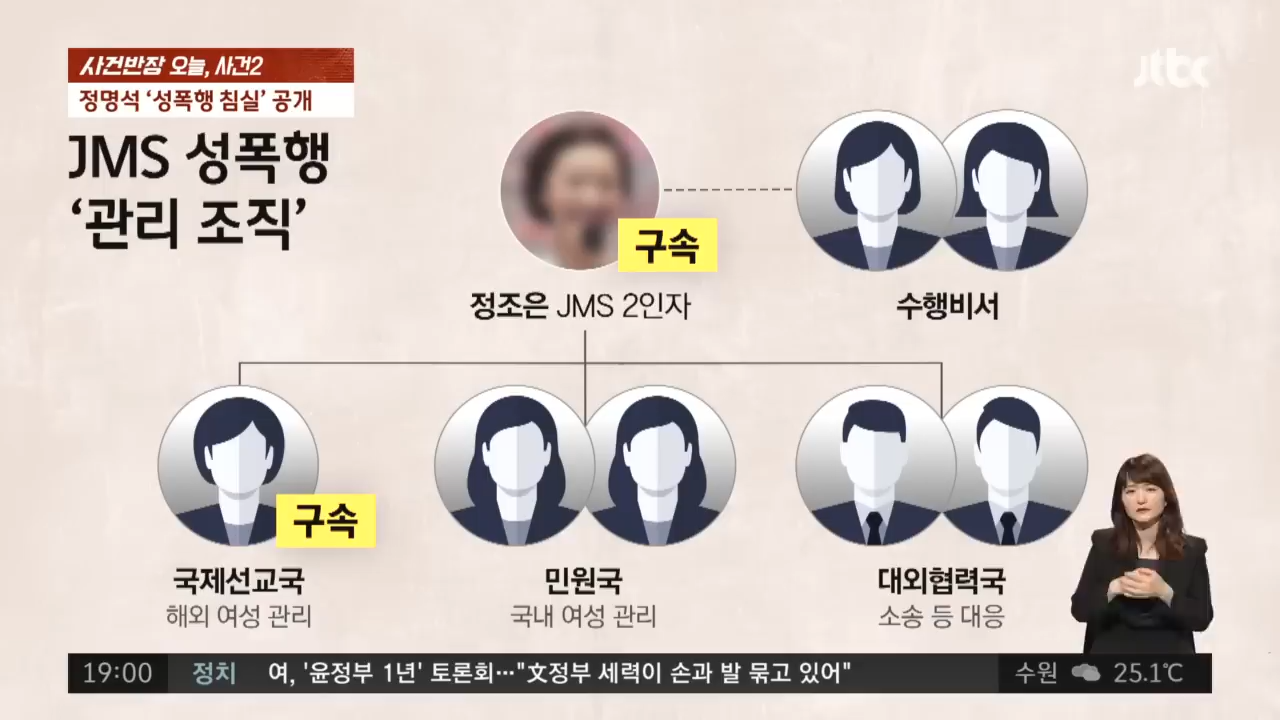 사건반장 오늘, 사건2
jtbc
정명석 ‘성폭행 침실’ 공개
JMS 성폭행
‘관리 조직’
구속
정조은 JMS 2인자
수행비서
구속
국제선교국
해외 여성 관리
민원국
국내 여성 관리
대외협력국
소송 등 대응
19:00 정치 여, '윤정부 1년' 토론회…"文정부 세력이 손과 발 묶고 있어" 수원 25.1℃